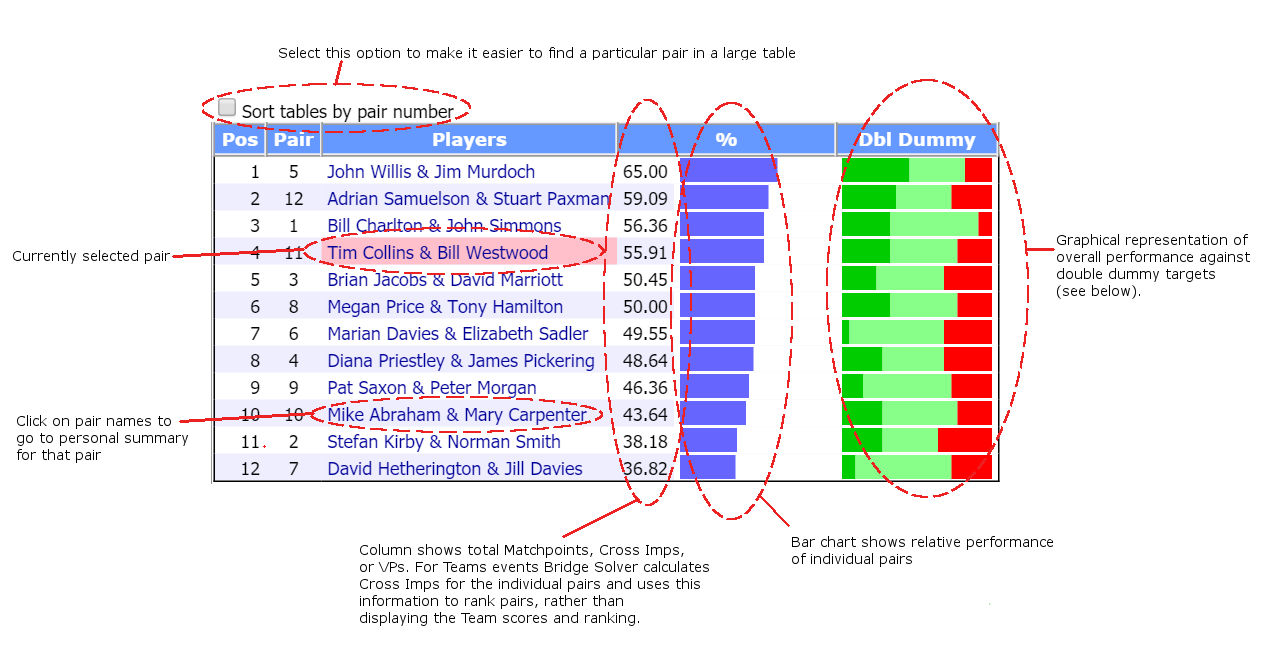 Select this option to make it easier to find a particular pair in a large table
Sort tables by pair number
Pos Pair Players % Dbl Dummy
1 5 John Willis & Jim Murdoch 65.00
2 12 Adrian Samuelson & Stuart Paxman 59.09
3 1 Bill Charlton & John Simmons 56.36
4 11 Tim Collins & Bill Westwood 55.91
5 3 Brian Jacobs & David Marriott 50.45
6 8 Megan Price & Tony Hamilton 50.00
7 6 Marian Davies & Elizabeth Sadler 49.55
8 4 Diana Priestley & James Pickering 48.64
9 9 Pat Saxon & Peter Morgan 46.36
10 10 Mike Abraham & Mary Carpenter 43.64
11 2 Stefan Kirby & Norman Smith 38.18
12 7 David Hetherington & Jill Davies 36.82
Currently selected pair
Click on pair names to
go to personal summary
for that pair
Graphical representation of
overall performance against
double dummy targets
(see below).
Column shows total Matchpoints, Cross Imps,
or VPs. For Teams events Bridge Solver calculates
Cross Imps for the individual pairs and uses this
information to rank pairs, rather than
displaying the Team scores and ranking.
Bar chart shows relative performance
of individual pairs